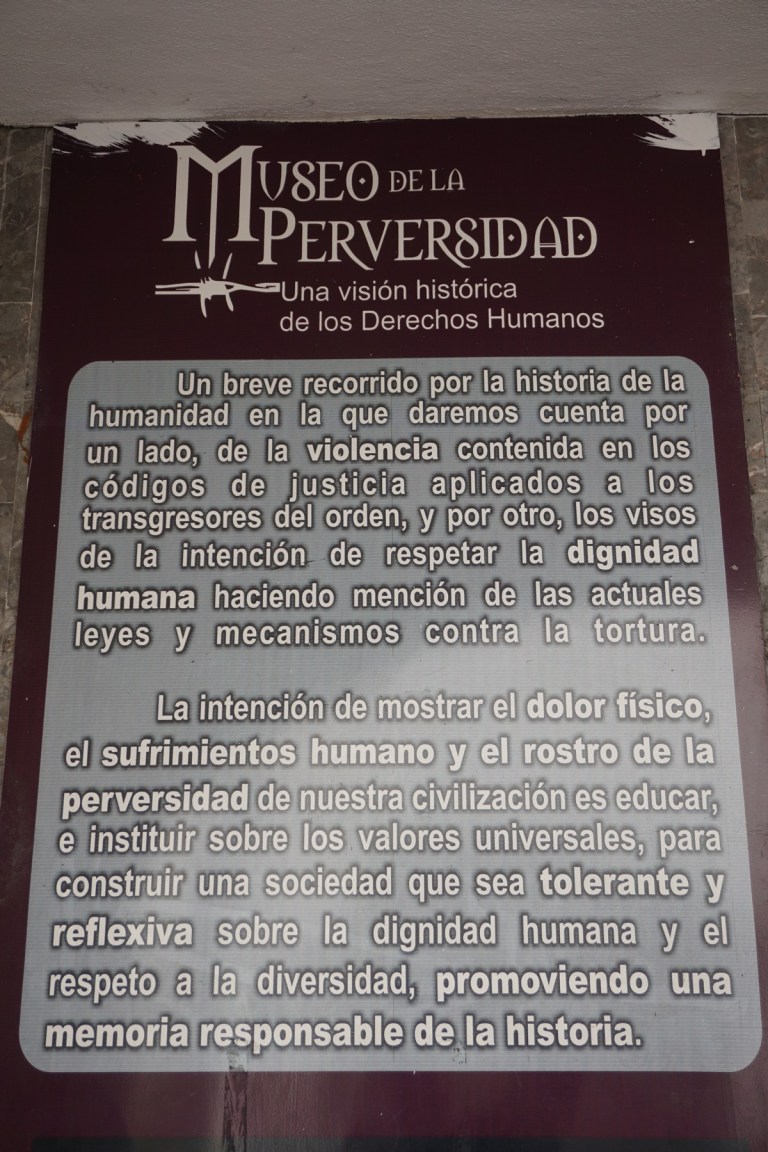 MUSEO DE LA
PERVERSIDAD
Una visión histórica
de los Derechos Humanos
Un breve recorrido por la historia de la
humanidad en la que daremos cuenta por
un lado, de la violencia contenida en los
códigos de justicia aplicados a los
transgresores del orden, y por otro, los visos
de la intención de respetar la dignidad
humana haciendo mención de las actuales
leyes y mecanismos contra la tortura.
La intención de mostrar el dolor físico,
el sufrimientos humano y el rostro de la
perversidad de nuestra civilización es educar,
e instituir sobre los valores universales, para
construir una sociedad que sea tolerante y
reflexiva sobre la dignidad humana y el
respeto a la diversidad, promoviendo una
memoria responsable de la historia.